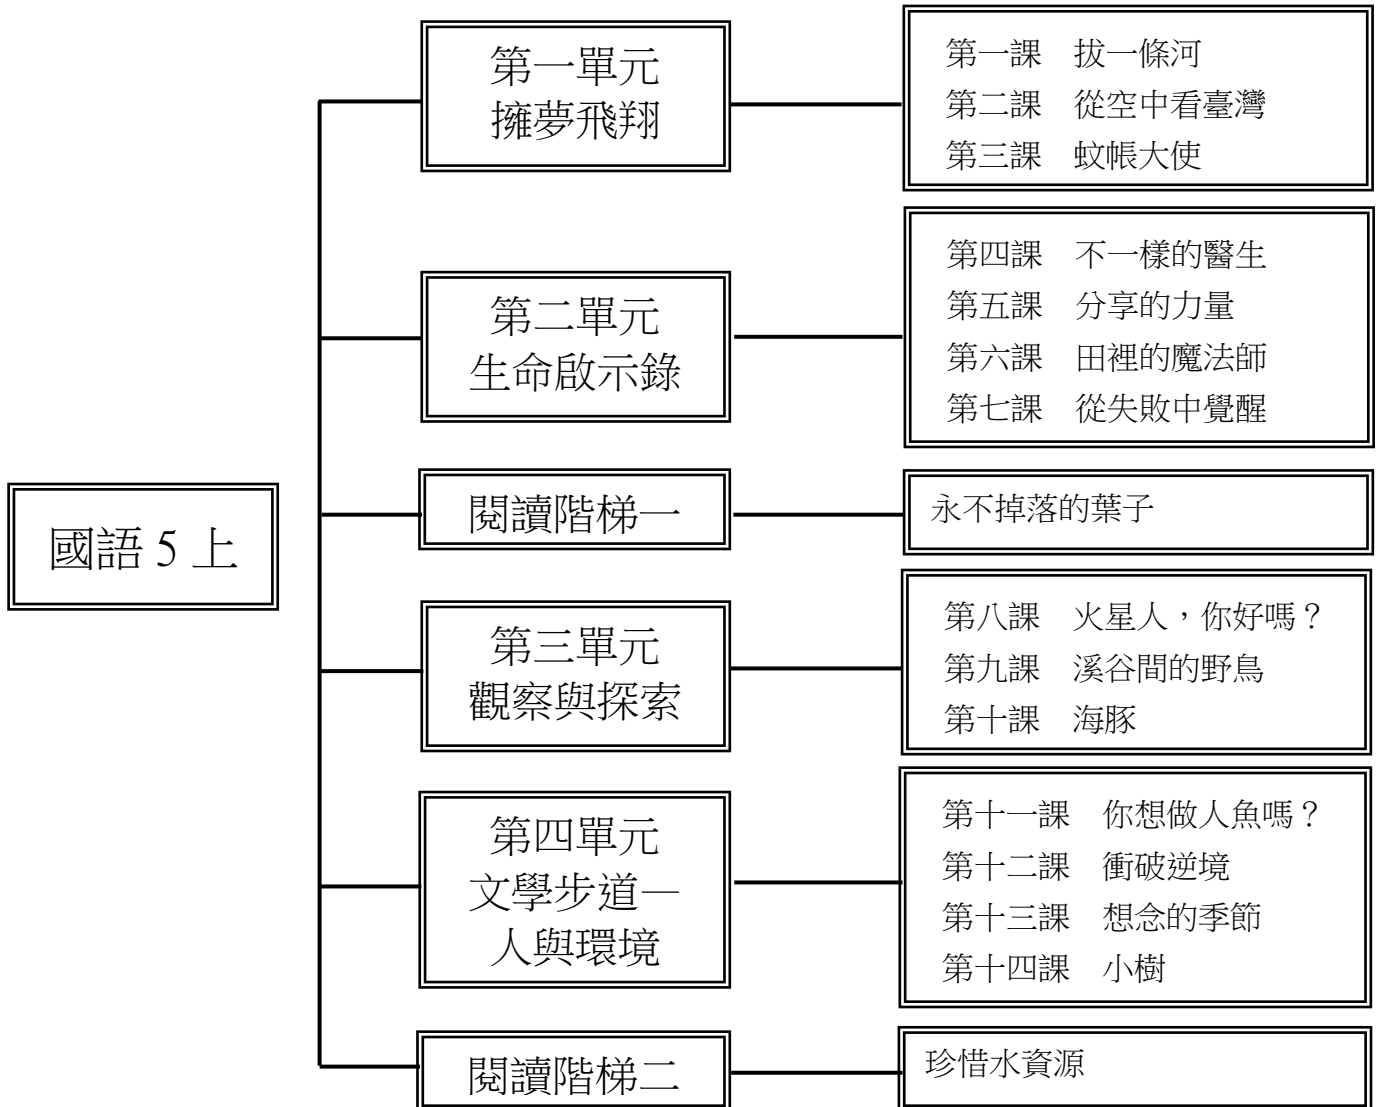 國語 5 上
第一單元
擁夢飛翔
第一課　拔一條河
第二課　從空中看臺灣
第三課　蚊帳大使
第二單元
生命啟示錄
第四課　不一樣的醫生
第五課　分享的力量
第六課　田裡的魔法師
第七課　從失敗中覺醒
閱讀階梯一
永不掉落的葉子
第三單元
觀察與探索
第八課　火星人，你好嗎？
第九課　溪谷間的野鳥
第十課　海豚
第四單元
文學步道—
人與環境
第十一課　你想做人魚嗎？
第十二課　衝破逆境
第十三課　想念的季節
第十四課　小樹
閱讀階梯二
珍惜水資源